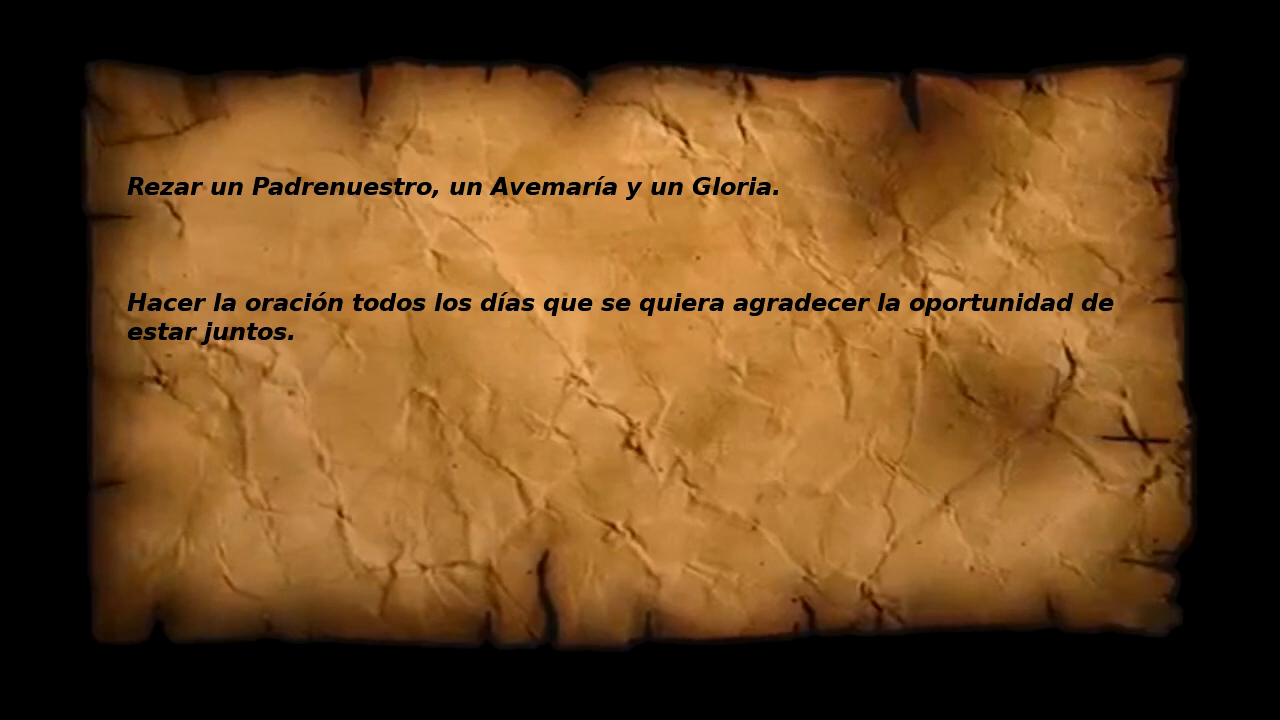 Rezar un Padrenuestro, un Avemaría y un Gloria.
Hacer la oración todos los días que se quiera agradecer la oportunidad de
estar juntos.